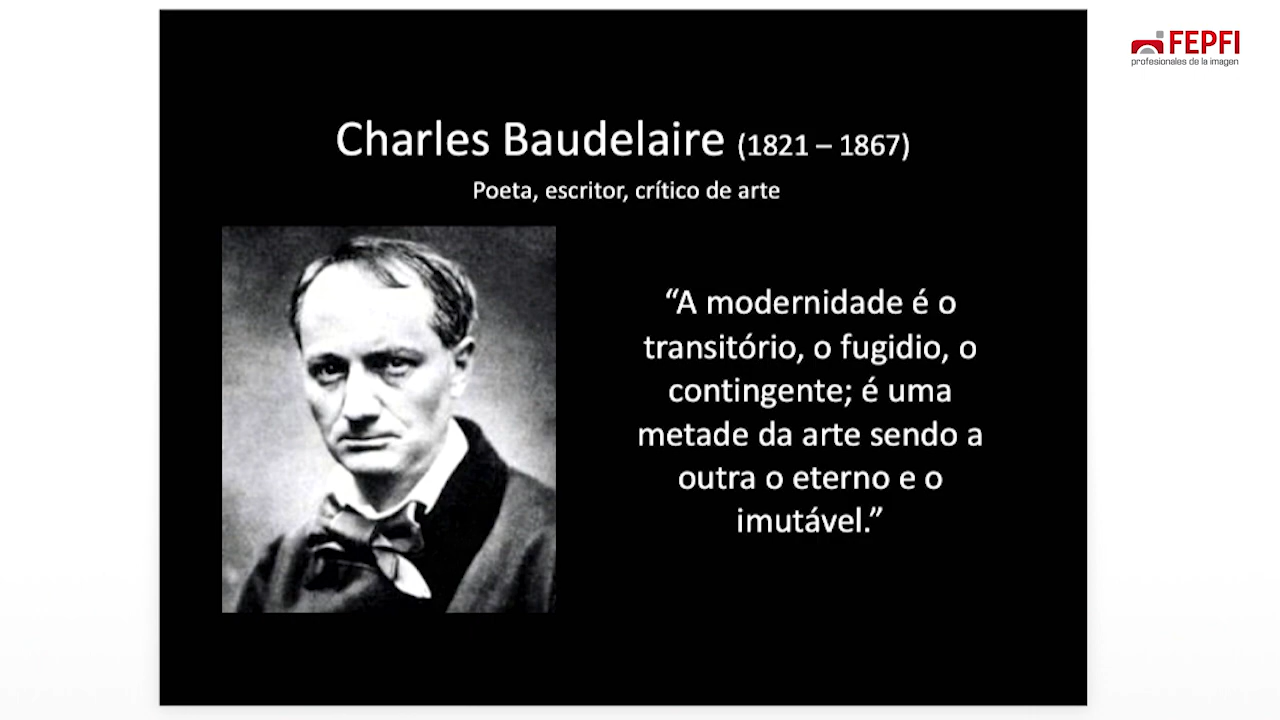 FEPFI
profesionales de la imagen
Charles Baudelaire (1821 – 1867)
Poeta, escritor, crítico de arte
“A modernidade é o
transitório, o fugidio, o
contingente; é uma
metade da arte sendo a
outra o eterno e o
imutável.”